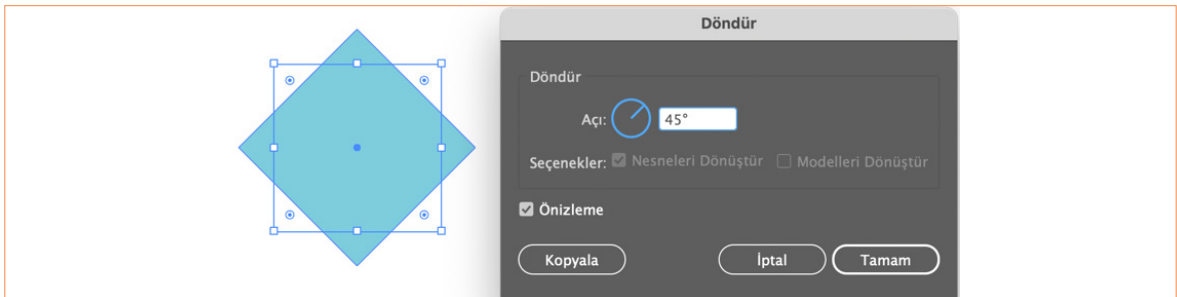 Döndür
Döndür
Açı: 45°
Seçenekler: Nesneleri Dönüştür Modelleri Dönüştür
Önizleme
Kopyala İptal Tamam